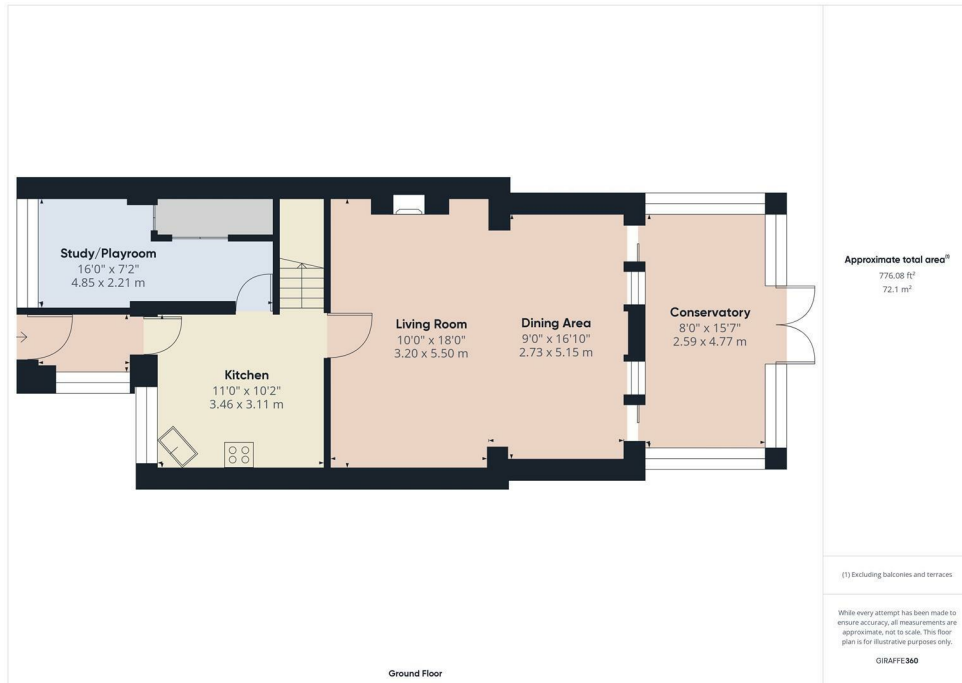 Study/Playroom
16'0" x 7'2"
4.85 x 2.21 m
Kitchen
11'0" x 10'2"
3.46 x 3.11 m
Living Room
10'0" x 18'0"
3.20 x 5.50 m
Dining Area
9'0" x 16'10"
2.73 x 5.15 m
Conservatory
8'0" x 15'7"
2.59 x 4.77 m
Ground Floor
Approximate total area(1)
776.08 ft²
72.1 m²
(1) Excluding balconies and terraces
While every attempt has been made to
ensure accuracy, all measurements are
approximate, not to scale. This floor
plan is for illustrative purposes only.
GIRAFFE360